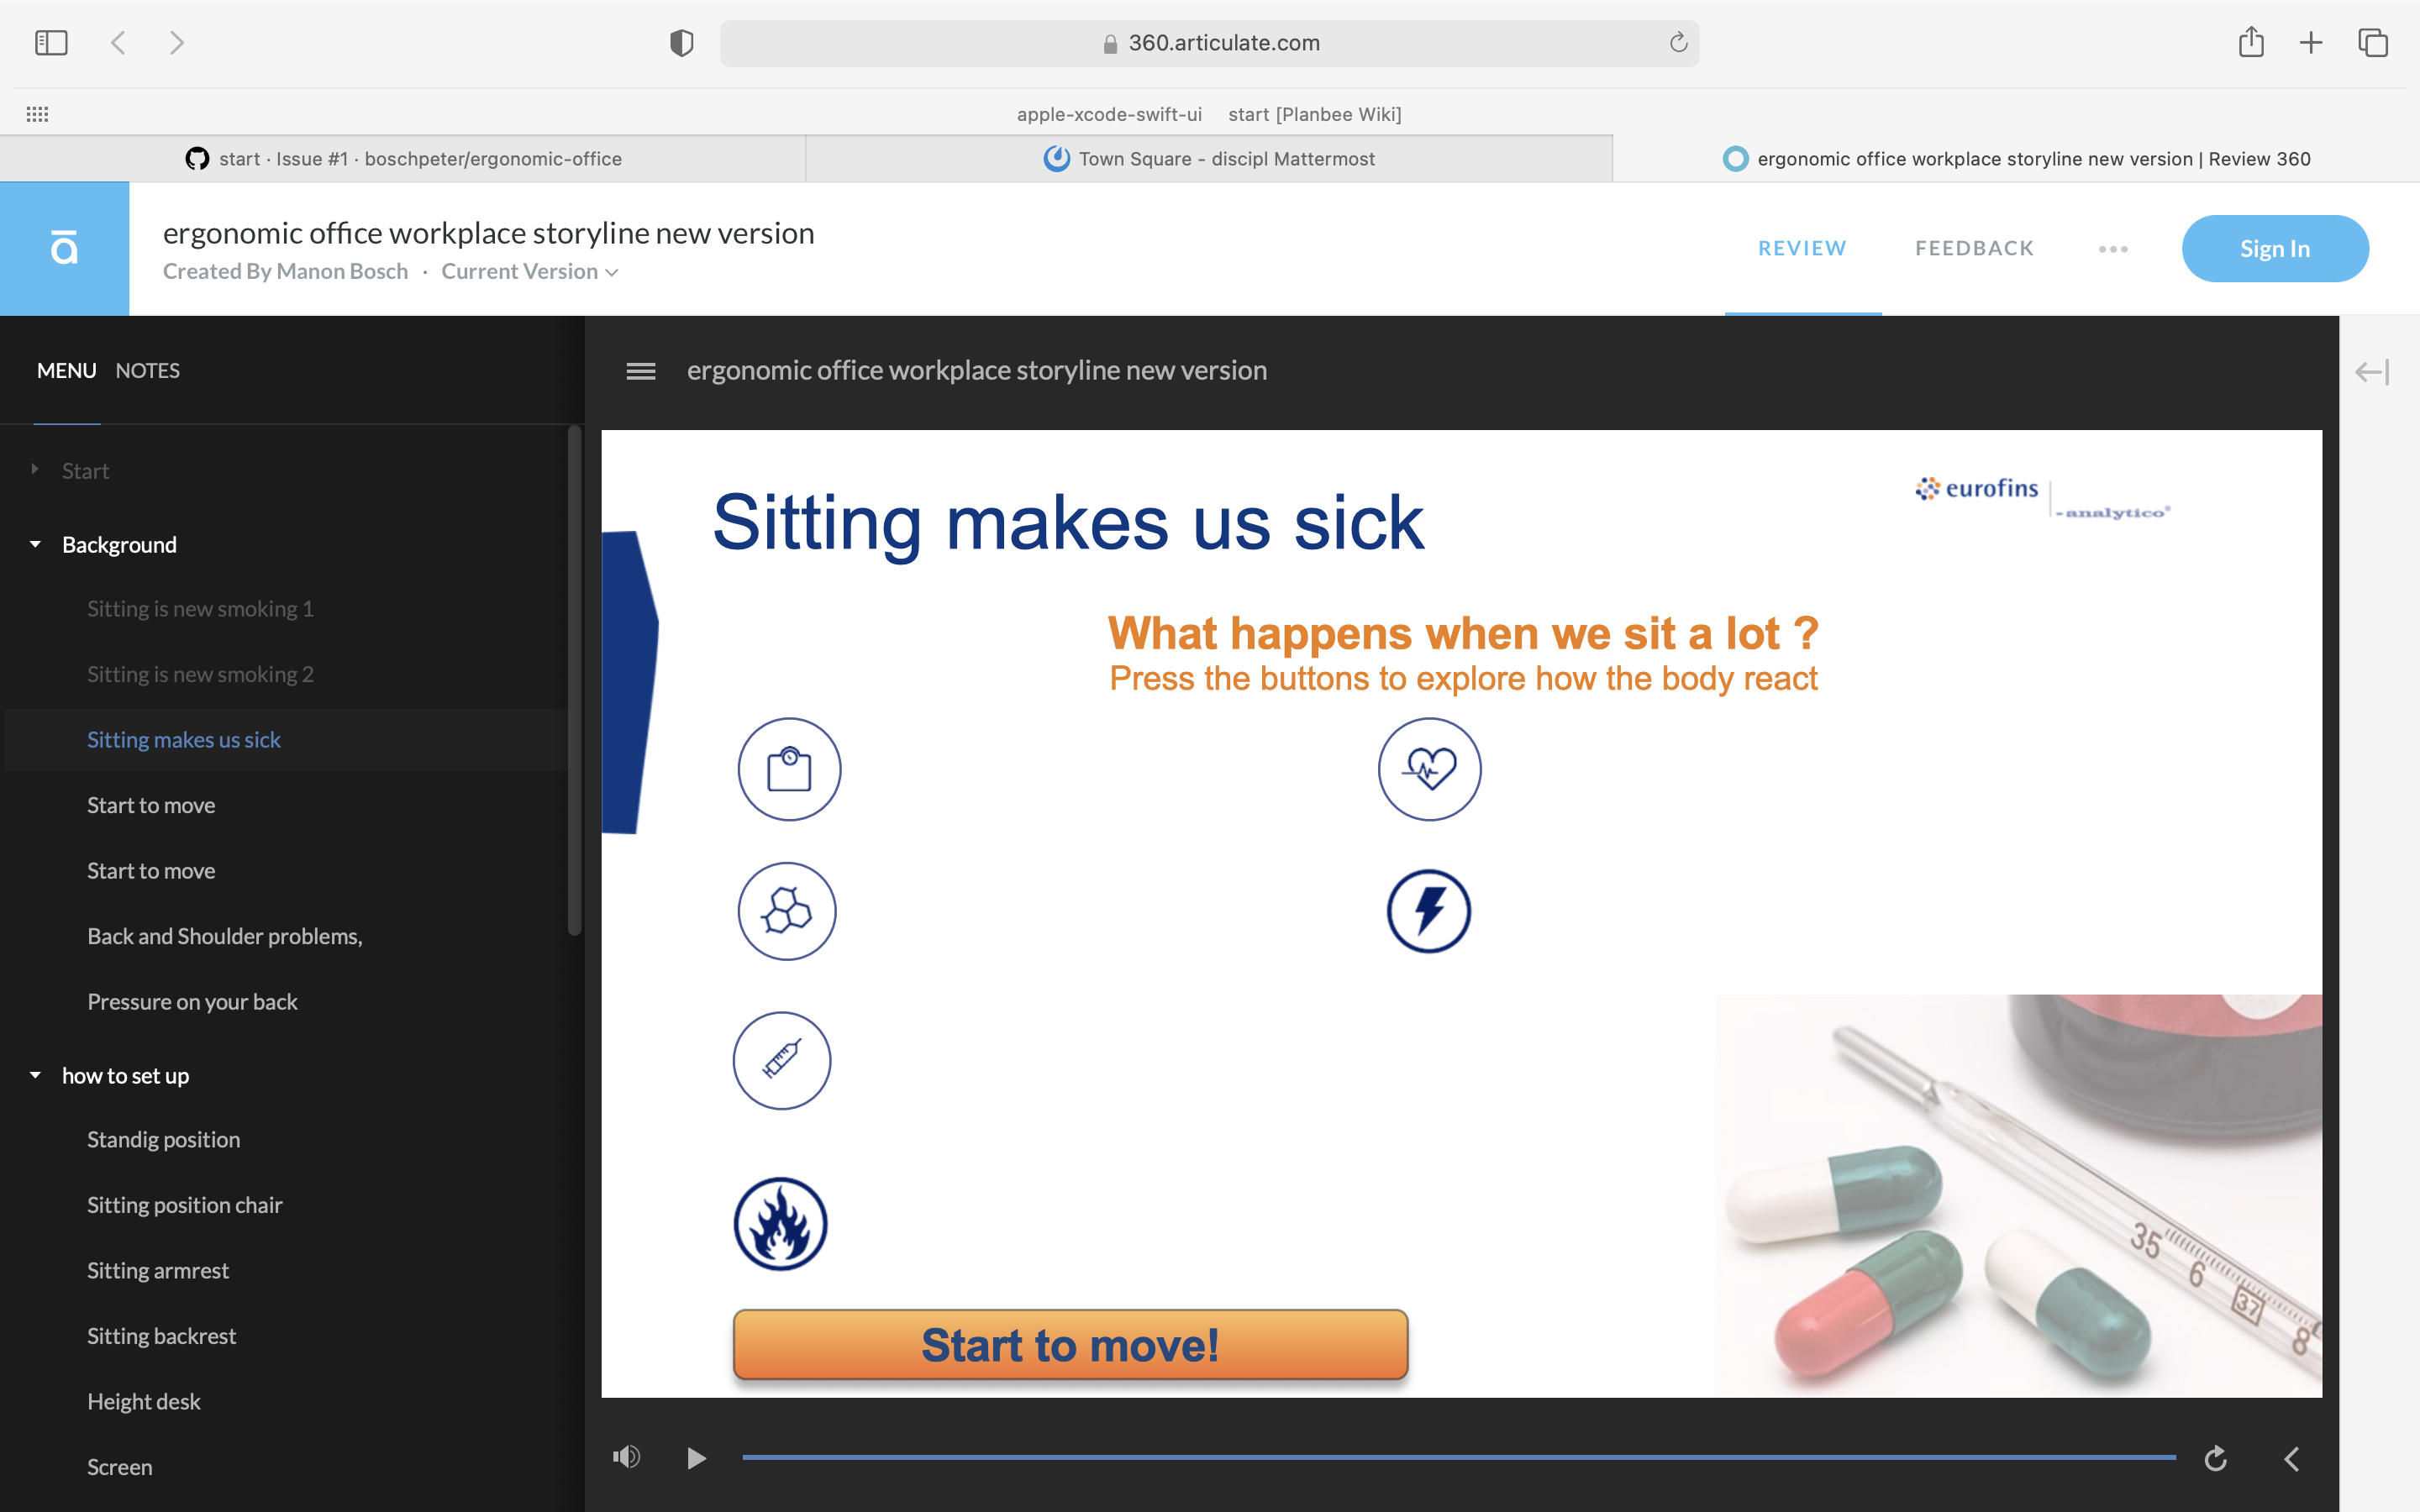 360.articulate.com
apple-xcode-swift-ui start [Planbee Wiki]
start · Issue #1 · boschpeter/ergonomic-office
Town Square - discipl Mattermost
ergonomic office workplace storyline new version | Review 360
ergonomic office workplace storyline new version
Created By Manon Bosch · Current Version
REVIEW
FEEDBACK
Sign In
MENU NOTES
ergonomic office workplace storyline new version
Start
Background
Sitting is new smoking 1
Sitting is new smoking 2
Sitting makes us sick
Start to move
Start to move
Back and Shoulder problems,
Pressure on your back
how to set up
Standig position
Sitting position chair
Sitting armrest
Sitting backrest
Height desk
Screen
Sitting makes us sick
eurofins
-analytico®
What happens when we sit a lot ?
Press the buttons to explore how the body react
Start to move!
35
6
37
8